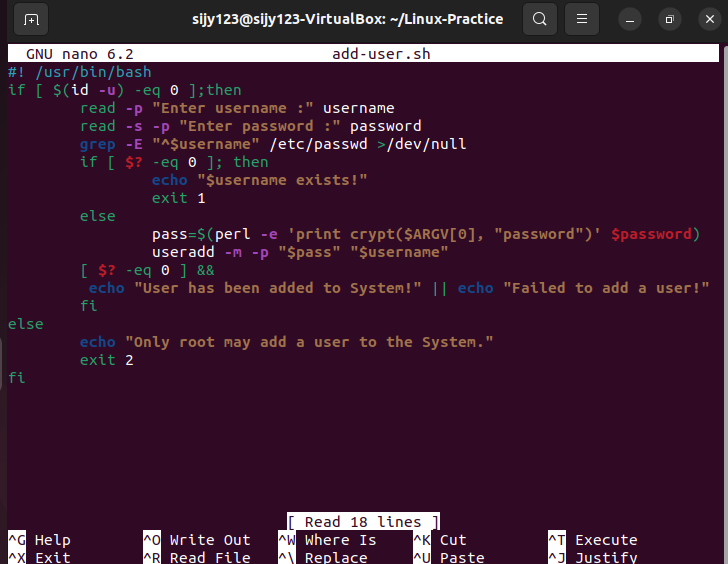 sijy123@sijy123-VirtualBox: ~/Linux-Practice
GNU nano 6.2 add-user.sh
#! /usr/bin/bash
if [ $(id -u) -eq 0 ];then
        read -p "Enter username :" username
        read -s -p "Enter password :" password
        grep -E "^$username" /etc/passwd >/dev/null
        if [ $? -eq 0 ]; then
                echo "$username exists!"
                exit 1
        else
                pass=$(perl -e 'print crypt($ARGV[0], "password")' $password)
                useradd -m -p "$pass" "$username"
        [ $? -eq 0 ] &&
         echo "User has been added to System!" || echo "Failed to add a user!"
        fi
else
        echo "Only root may add a user to the System."
        exit 2
fi
[ Read 18 lines ]
^G Help ^O Write Out ^W Where Is ^K Cut ^T Execute
^X Exit ^R Read File ^\ Replace ^U Paste ^J Justify